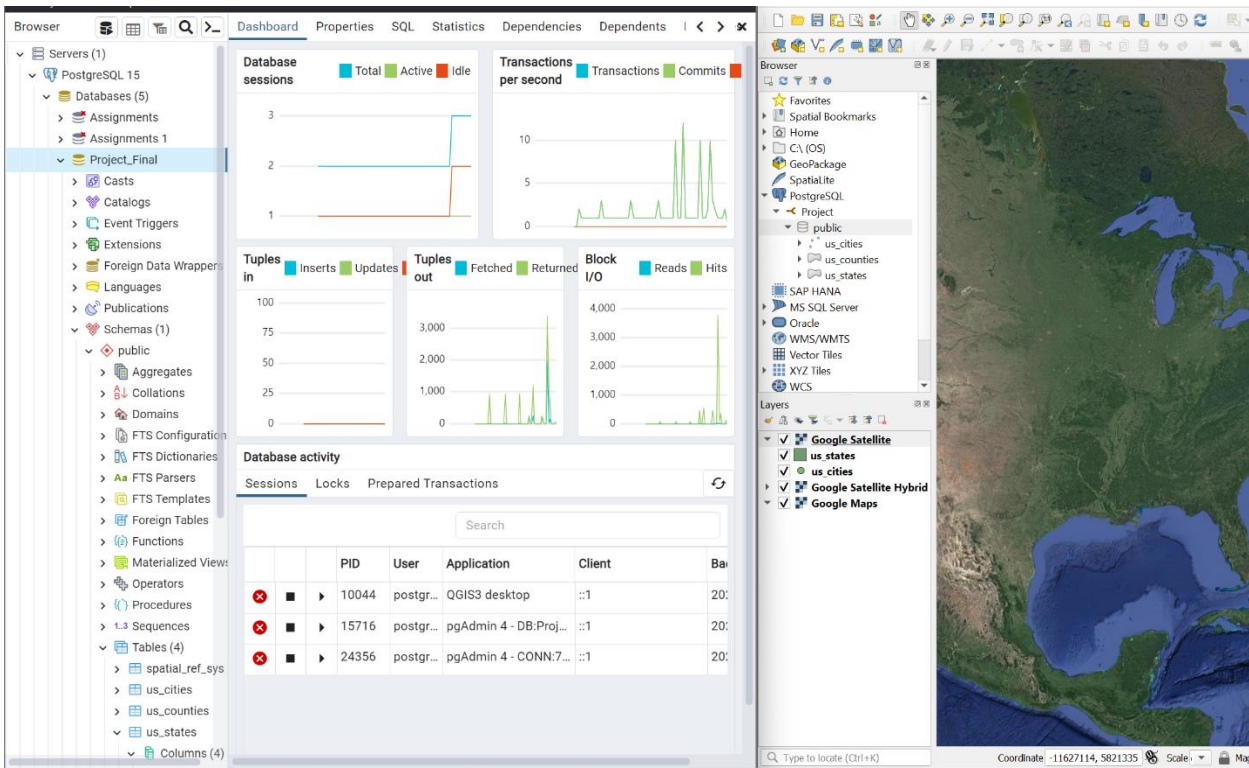 Browser
Servers (1)
PostgreSQL 15
Databases (5)
Assignments
Assignments 1
Project_Final
Casts
Catalogs
Event Triggers
Extensions
Foreign Data Wrappers
Languages
Publications
Schemas (1)
public
Aggregates
Collations
Domains
FTS Configuration
FTS Dictionaries
Aa FTS Parsers
FTS Templates
Foreign Tables
Functions
Materialized Views
Operators
Procedures
1..3 Sequences
Tables (4)
spatial_ref_sys
us_cities
us_counties
us_states
Columns (4)
Dashboard Properties SQL Statistics Dependencies Dependents
Database sessions
Total Active Idle
3
2
1
Transactions per second
Transactions Commits
10
5
0
Tuples in
Inserts Updates
100
75
50
25
0
Tuples out
Fetched Returned
3,000
2,000
1,000
0
Block I/O
Reads Hits
4,000
3,000
2,000
1,000
0
Database activity
Sessions Locks Prepared Transactions
Search
PID User Application Client Ba
10044 postgr... QGIS3 desktop ::1 202
15716 postgr... pgAdmin 4 - DB:Proj... ::1 202
24356 postgr... pgAdmin 4 - CONN:7... ::1 202
Browser
Favorites
Spatial Bookmarks
Home
C:\ (OS)
GeoPackage
SpatiaLite
PostgreSQL
Project
public
us_cities
us_counties
us_states
SAP HANA
MS SQL Server
Oracle
WMS/WMTS
Vector Tiles
XYZ Tiles
WCS
Layers
Google Satellite
us_states
us_cities
Google Satellite Hybrid
Google Maps
Type to locate (Ctrl+K)
Coordinate -11627114, 5821335 Scale Ma